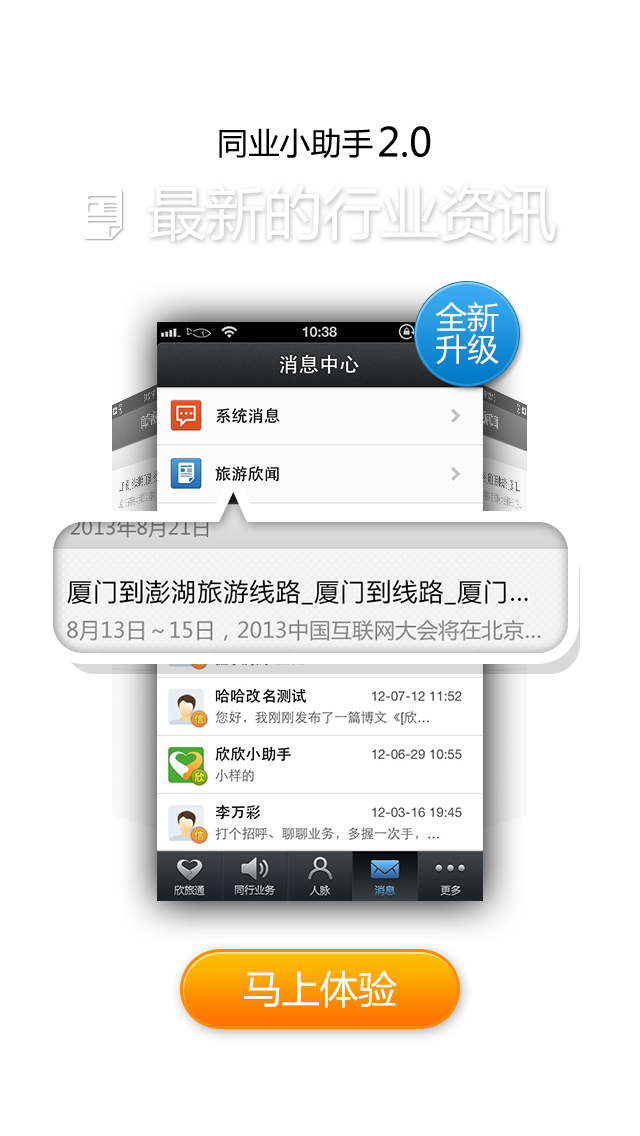 同业小助手2.0
最新的行业资讯
全新
升级
10:38
消息中心
系统消息
旅游欣闻
2013年8月21日
厦门到澎湖旅游线路_厦门到线路_厦门...
8月13日～15日，2013中国互联网大会将在北京...
哈哈改名测试 12-07-12 11:52
您好，我刚刚发布了一篇博文《[欣...
信
欣欣小助手 12-06-29 10:55
小样的
欣
李万彩 12-03-16 19:45
打个招呼、聊聊业务，多握一次手，...
信
欣旅通 同行业务 人脉 消息 更多
马上体验